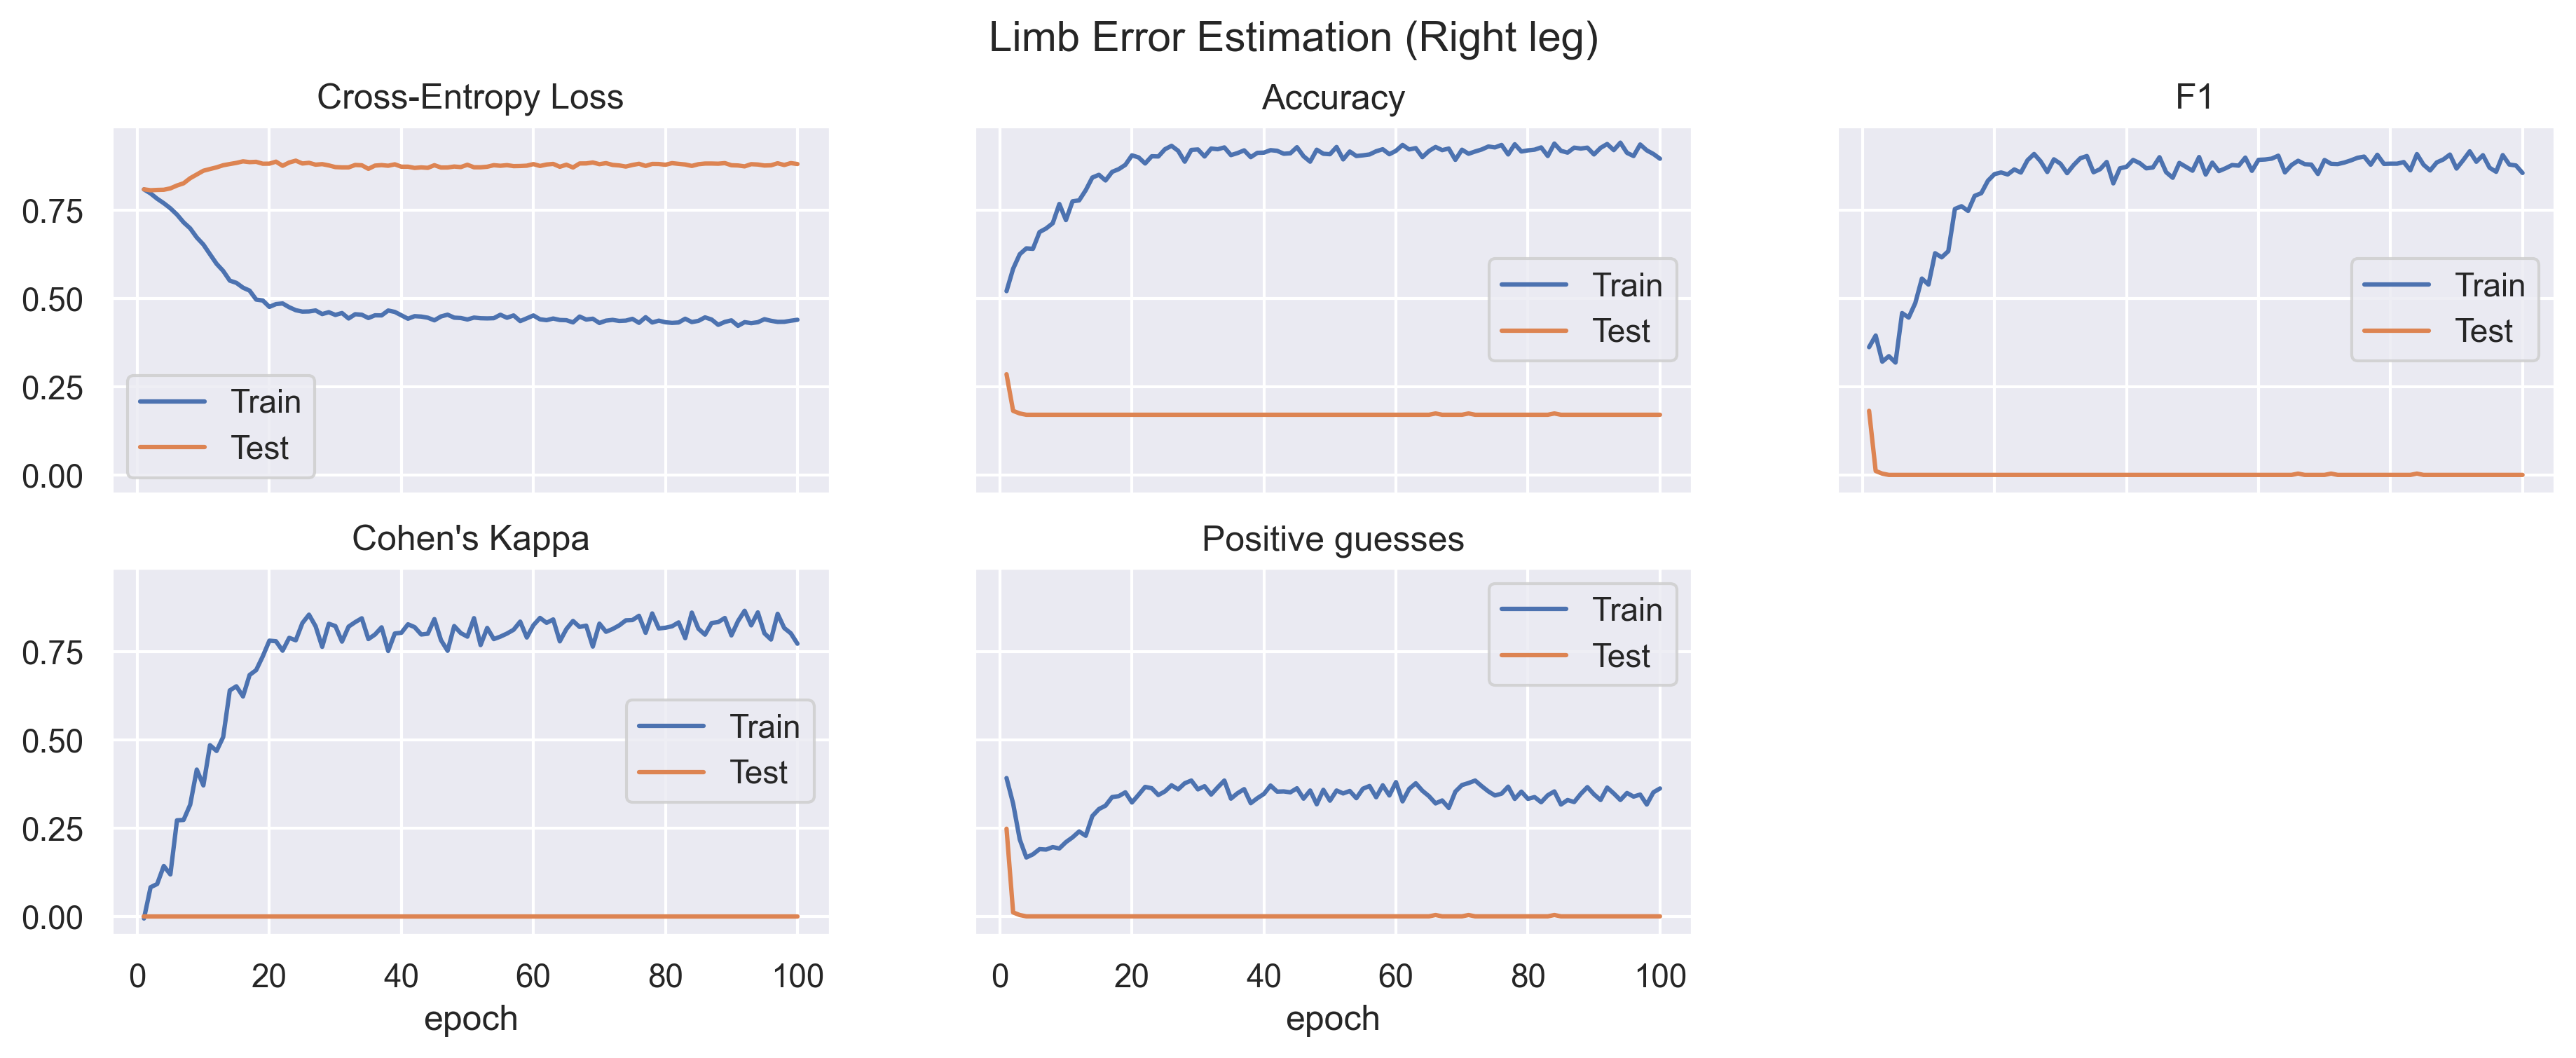 Limb Error Estimation (Right leg)
Cross-Entropy Loss
0.75
0.50
0.25
0.00
Train
Test
Accuracy
Train
Test
F1
Train
Test
Cohen's Kappa
0.75
0.50
0.25
0.00
Train
Test
0 20 40 60 80 100
epoch
Positive guesses
Train
Test
0 20 40 60 80 100
epoch